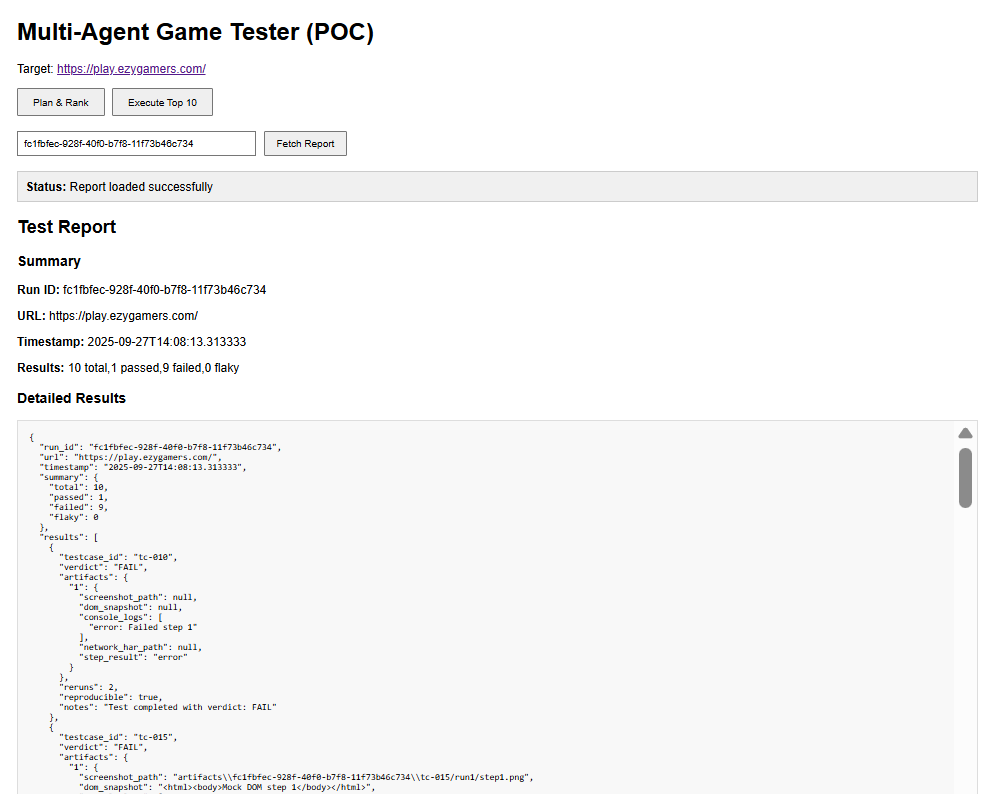 Multi-Agent Game Tester (POC)
Target: https://play.ezygamers.com/
Plan & Rank Execute Top 10
fc1fbfec-928f-40f0-b7f8-11f73b46c734 Fetch Report
Status: Report loaded successfully
Test Report
Summary
Run ID: fc1fbfec-928f-40f0-b7f8-11f73b46c734
URL: https://play.ezygamers.com/
Timestamp: 2025-09-27T14:08:13.313333
Results: 10 total,1 passed,9 failed,0 flaky
Detailed Results
{
"run_id": "fc1fbfec-928f-40f0-b7f8-11f73b46c734",
"url": "https://play.ezygamers.com/",
"timestamp": "2025-09-27T14:08:13.313333",
"summary": {
"total": 10,
"passed": 1,
"failed": 9,
"flaky": 0
},
"results": [
{
"testcase_id": "tc-010",
"verdict": "FAIL",
"artifacts": {
"1": {
"screenshot_path": null,
"dom_snapshot": null,
"console_logs": [
"error: Failed step 1"
],
"network_har_path": null,
"step_result": "error"
}
},
"reruns": 2,
"reproducible": true,
"notes": "Test completed with verdict: FAIL"
},
{
"testcase_id": "tc-015",
"verdict": "FAIL",
"artifacts": {
"1": {
"screenshot_path": "artifacts\\fc1fbfec-928f-40f0-b7f8-11f73b46c734\\tc-015/run1/step1.png",
"dom_snapshot": "<html><body>Mock DOM step 1</body></html>",